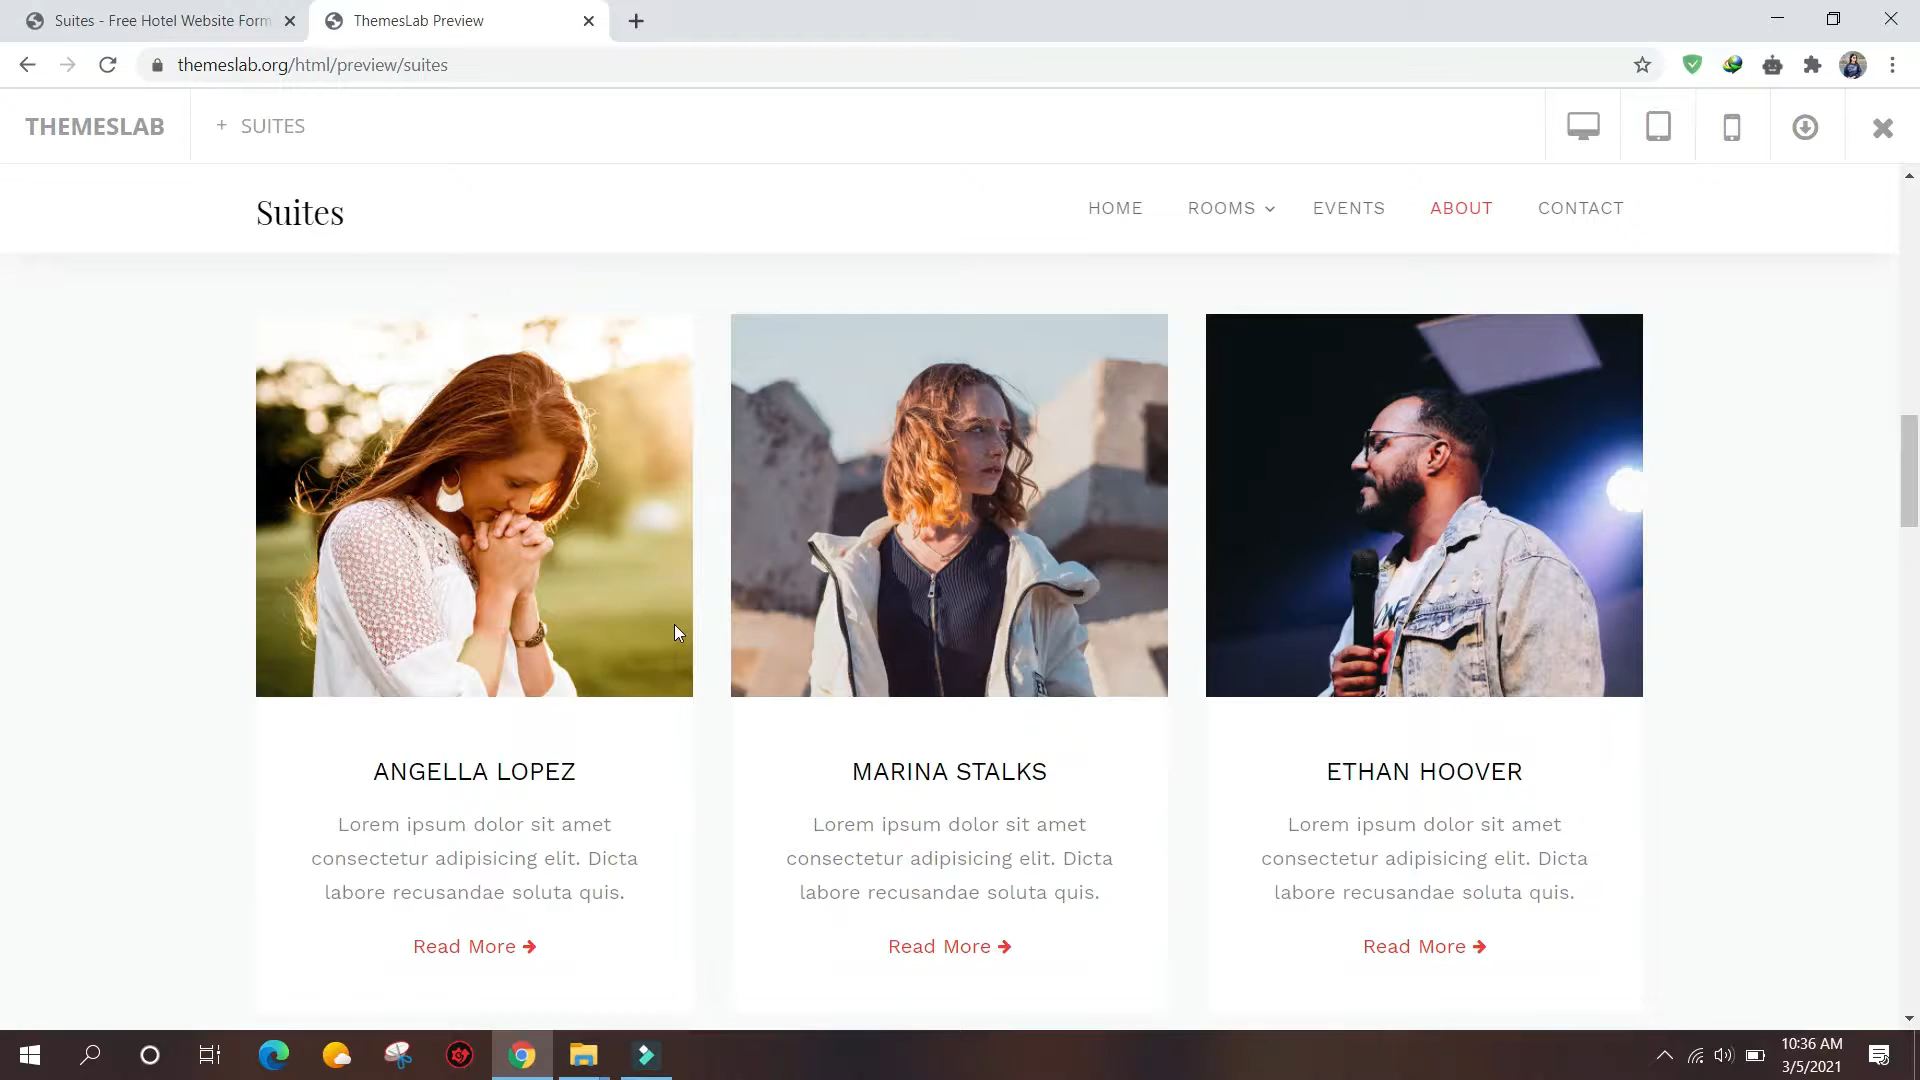 Suites - Free Hotel Website Form
ThemesLab Preview
themeslab.org/html/preview/suites
THEMESLAB
+ SUITES
Suites
HOME
ROOMS
EVENTS
ABOUT
CONTACT
ANGELLA LOPEZ
Lorem ipsum dolor sit amet
consectetur adipisicing elit. Dicta
labore recusandae soluta quis.
Read More
MARINA STALKS
Lorem ipsum dolor sit amet
consectetur adipisicing elit. Dicta
labore recusandae soluta quis.
Read More
ETHAN HOOVER
Lorem ipsum dolor sit amet
consectetur adipisicing elit. Dicta
labore recusandae soluta quis.
Read More
10:36 AM
3/5/2021